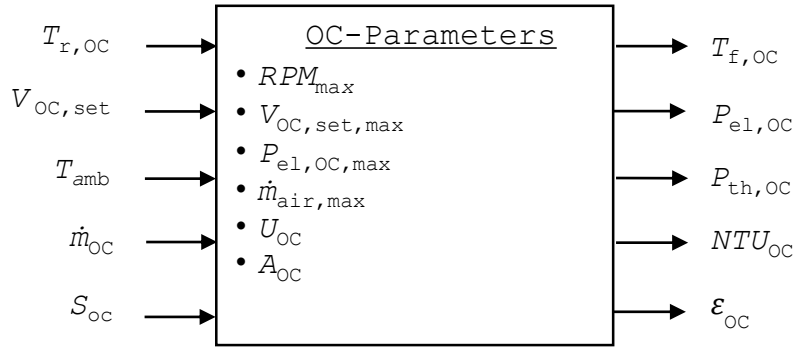 OC-Parameters
T_r,OC
V_OC,set
T_amb
ṁ_OC
S_oc
• RPM_max
• V_OC,set,max
• P_el,OC,max
• ṁ_air,max
• U_OC
• A_OC
T_f,OC
P_el,OC
P_th,OC
NTU_OC
ε_OC